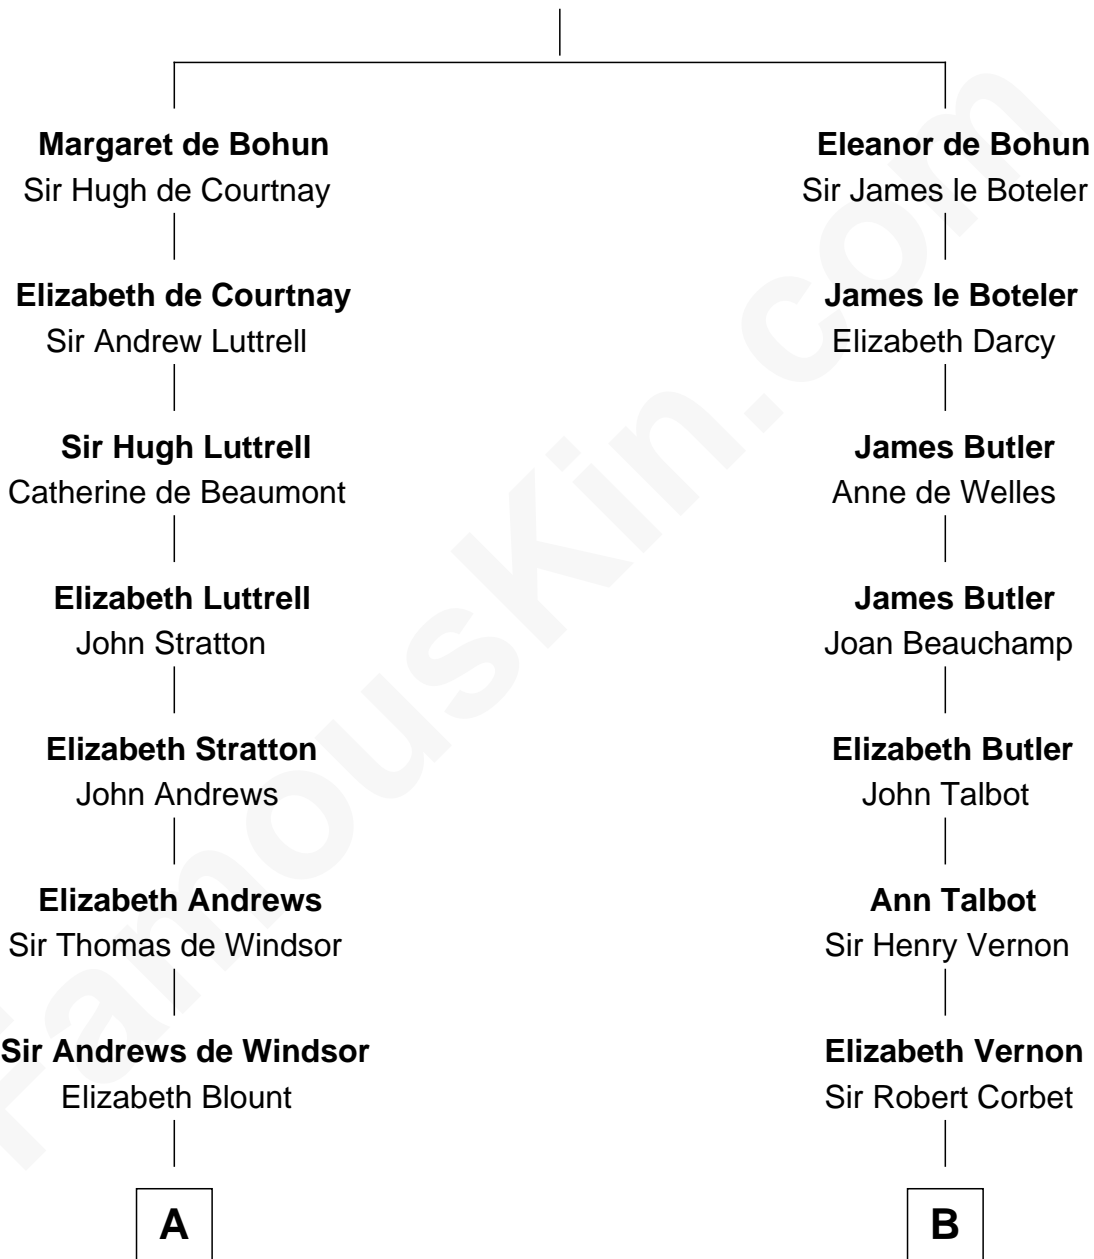 Margaret de Bohun
Sir Hugh de Courtnay
Elizabeth de Courtnay
Sir Andrew Luttrell
Sir Hugh Luttrell
Catherine de Beaumont
Elizabeth Luttrell
John Stratton
Elizabeth Stratton
John Andrews
Elizabeth Andrews
Sir Thomas de Windsor
Sir Andrews de Windsor
Elizabeth Blount
A
Eleanor de Bohun
Sir James le Boteler
James le Boteler
Elizabeth Darcy
James Butler
Anne de Welles
James Butler
Joan Beauchamp
Elizabeth Butler
John Talbot
Ann Talbot
Sir Henry Vernon
Elizabeth Vernon
Sir Robert Corbet
B
FamousKin.com